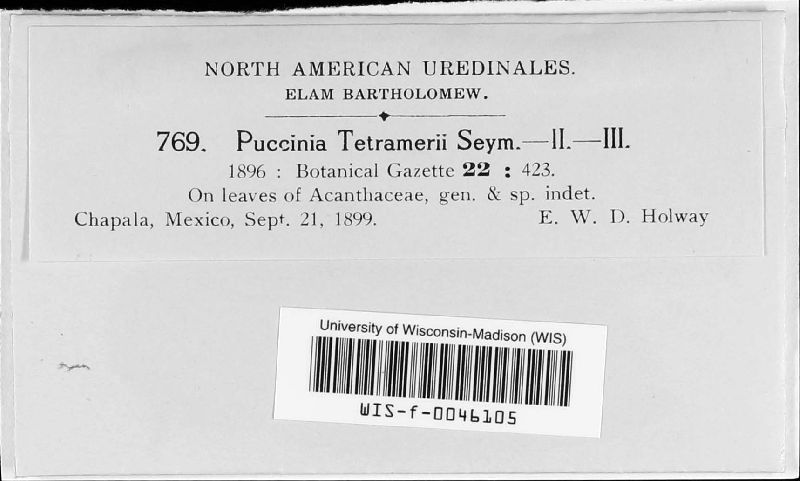 NORTH AMERICAN UREDINALES.
ELAM BARTHOLOMEW.
769. Puccinia Tetramerii Seym.—II.—III.
1896 : Botanical Gazette 22 : 423.
On leaves of Acanthaceae, gen. & sp. indet.
Chapala, Mexico, Sept. 21, 1899. E. W. D. Holway
University of Wisconsin-Madison (WIS)
WIS-f-0046105